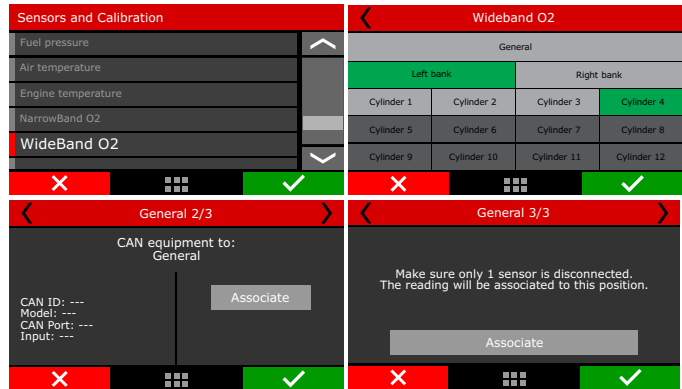 Sensors and Calibration
Fuel pressure
Air temperature
Engine temperature
NarrowBand O2
WideBand O2
Wideband O2
General
Left bank
Right bank
Cylinder 1
Cylinder 2
Cylinder 3
Cylinder 4
Cylinder 5
Cylinder 6
Cylinder 7
Cylinder 8
Cylinder 9
Cylinder 10
Cylinder 11
Cylinder 12
General 2/3
CAN equipment to:
General
CAN ID: ---
Model: ---
CAN Port: ---
Input: ---
Associate
General 3/3
Make sure only 1 sensor is disconnected.
The reading will be associated to this position.
Associate